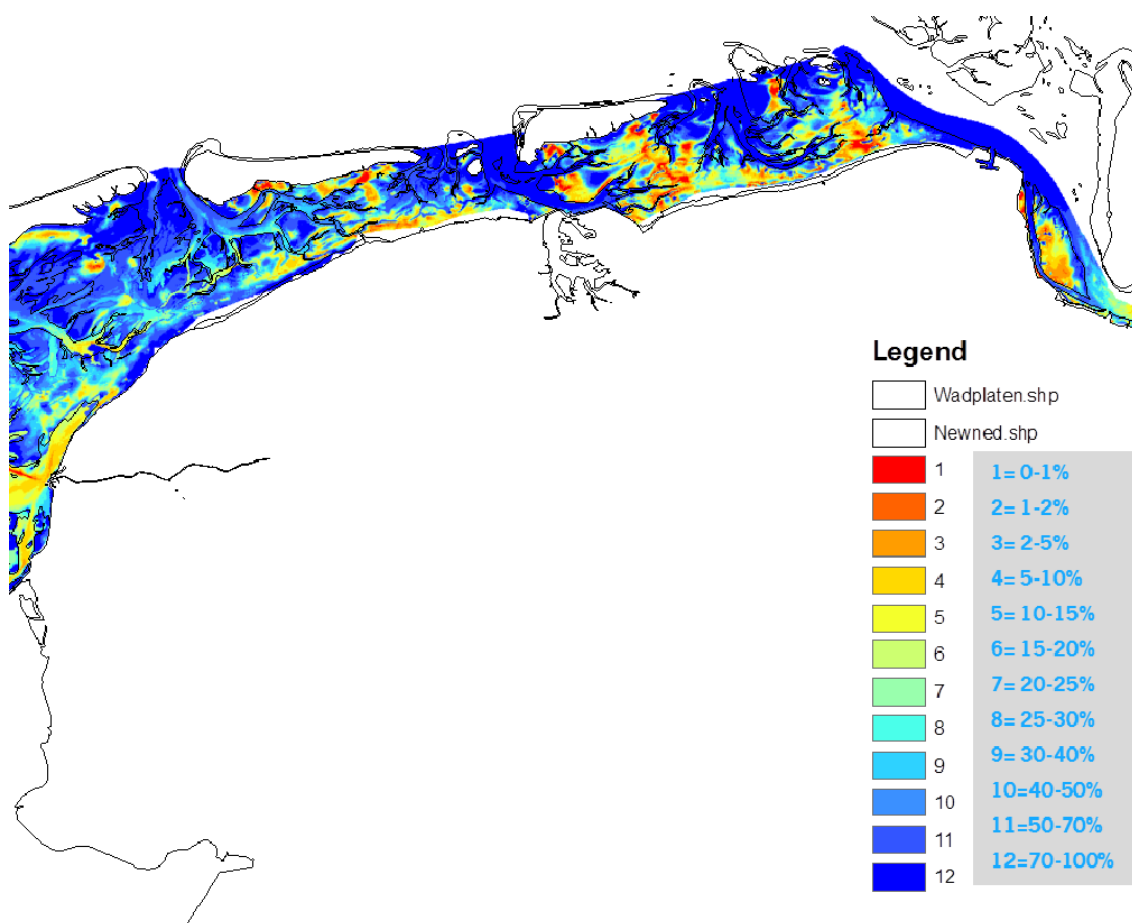 Legend
Wadplaten.shp
Newned.shp
1 1= 0-1%
2 2= 1-2%
3 3= 2-5%
4 4= 5-10%
5 5= 10-15%
6 6= 15-20%
7 7= 20-25%
8 8= 25-30%
9 9= 30-40%
10 10=40-50%
11 11=50-70%
12 12=70-100%